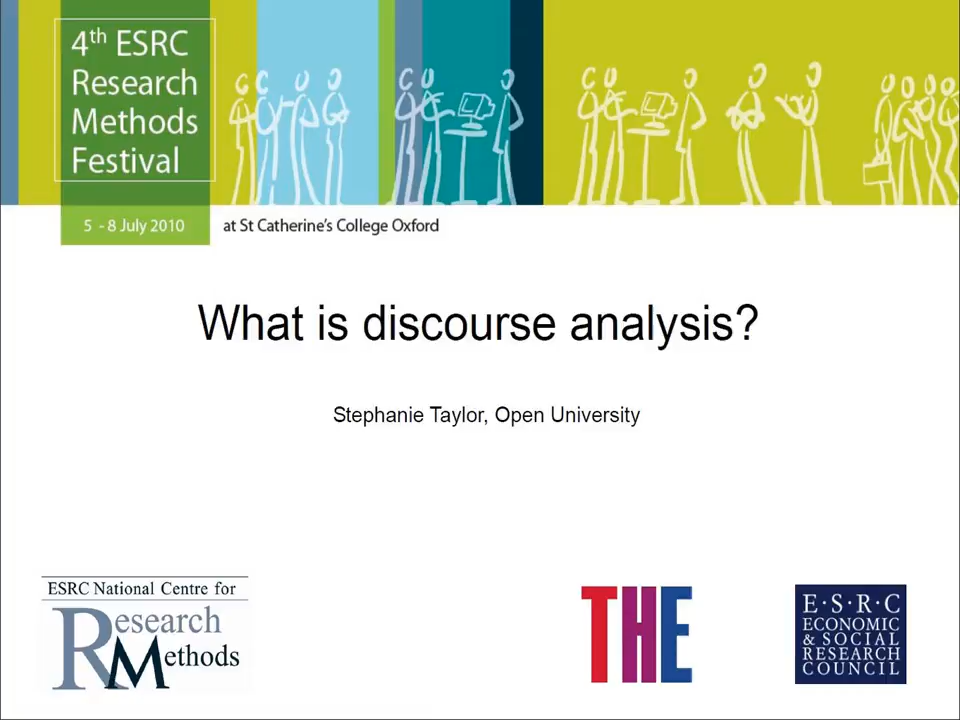 4th ESRC
Research
Methods
Festival
5 - 8 July 2010
at St Catherine's College Oxford
What is discourse analysis?
Stephanie Taylor, Open University
ESRC National Centre for
Research
Methods
THE
E·S·R·C
ECONOMIC
& SOCIAL
RESEARCH
COUNCIL